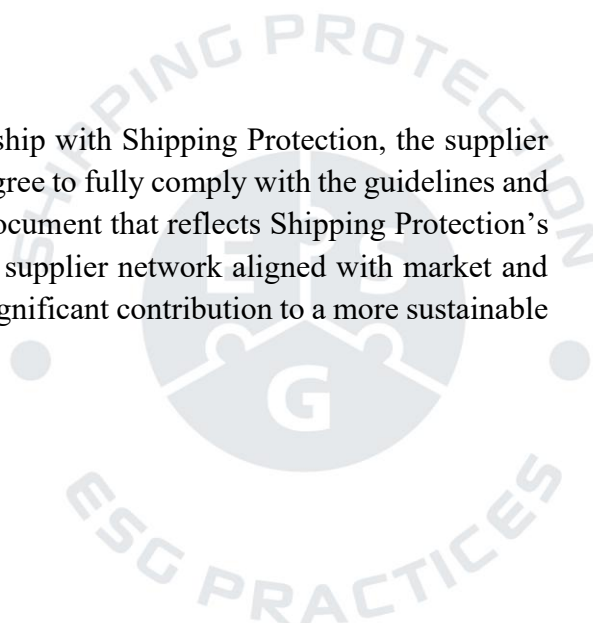 SHIPPING PROTECTION
ship with Shipping Protection, the supplier
gree to fully comply with the guidelines and
ocument that reflects Shipping Protection’s
supplier network aligned with market and
gnificant contribution to a more sustainable
E S
G
ESG PRACTICES